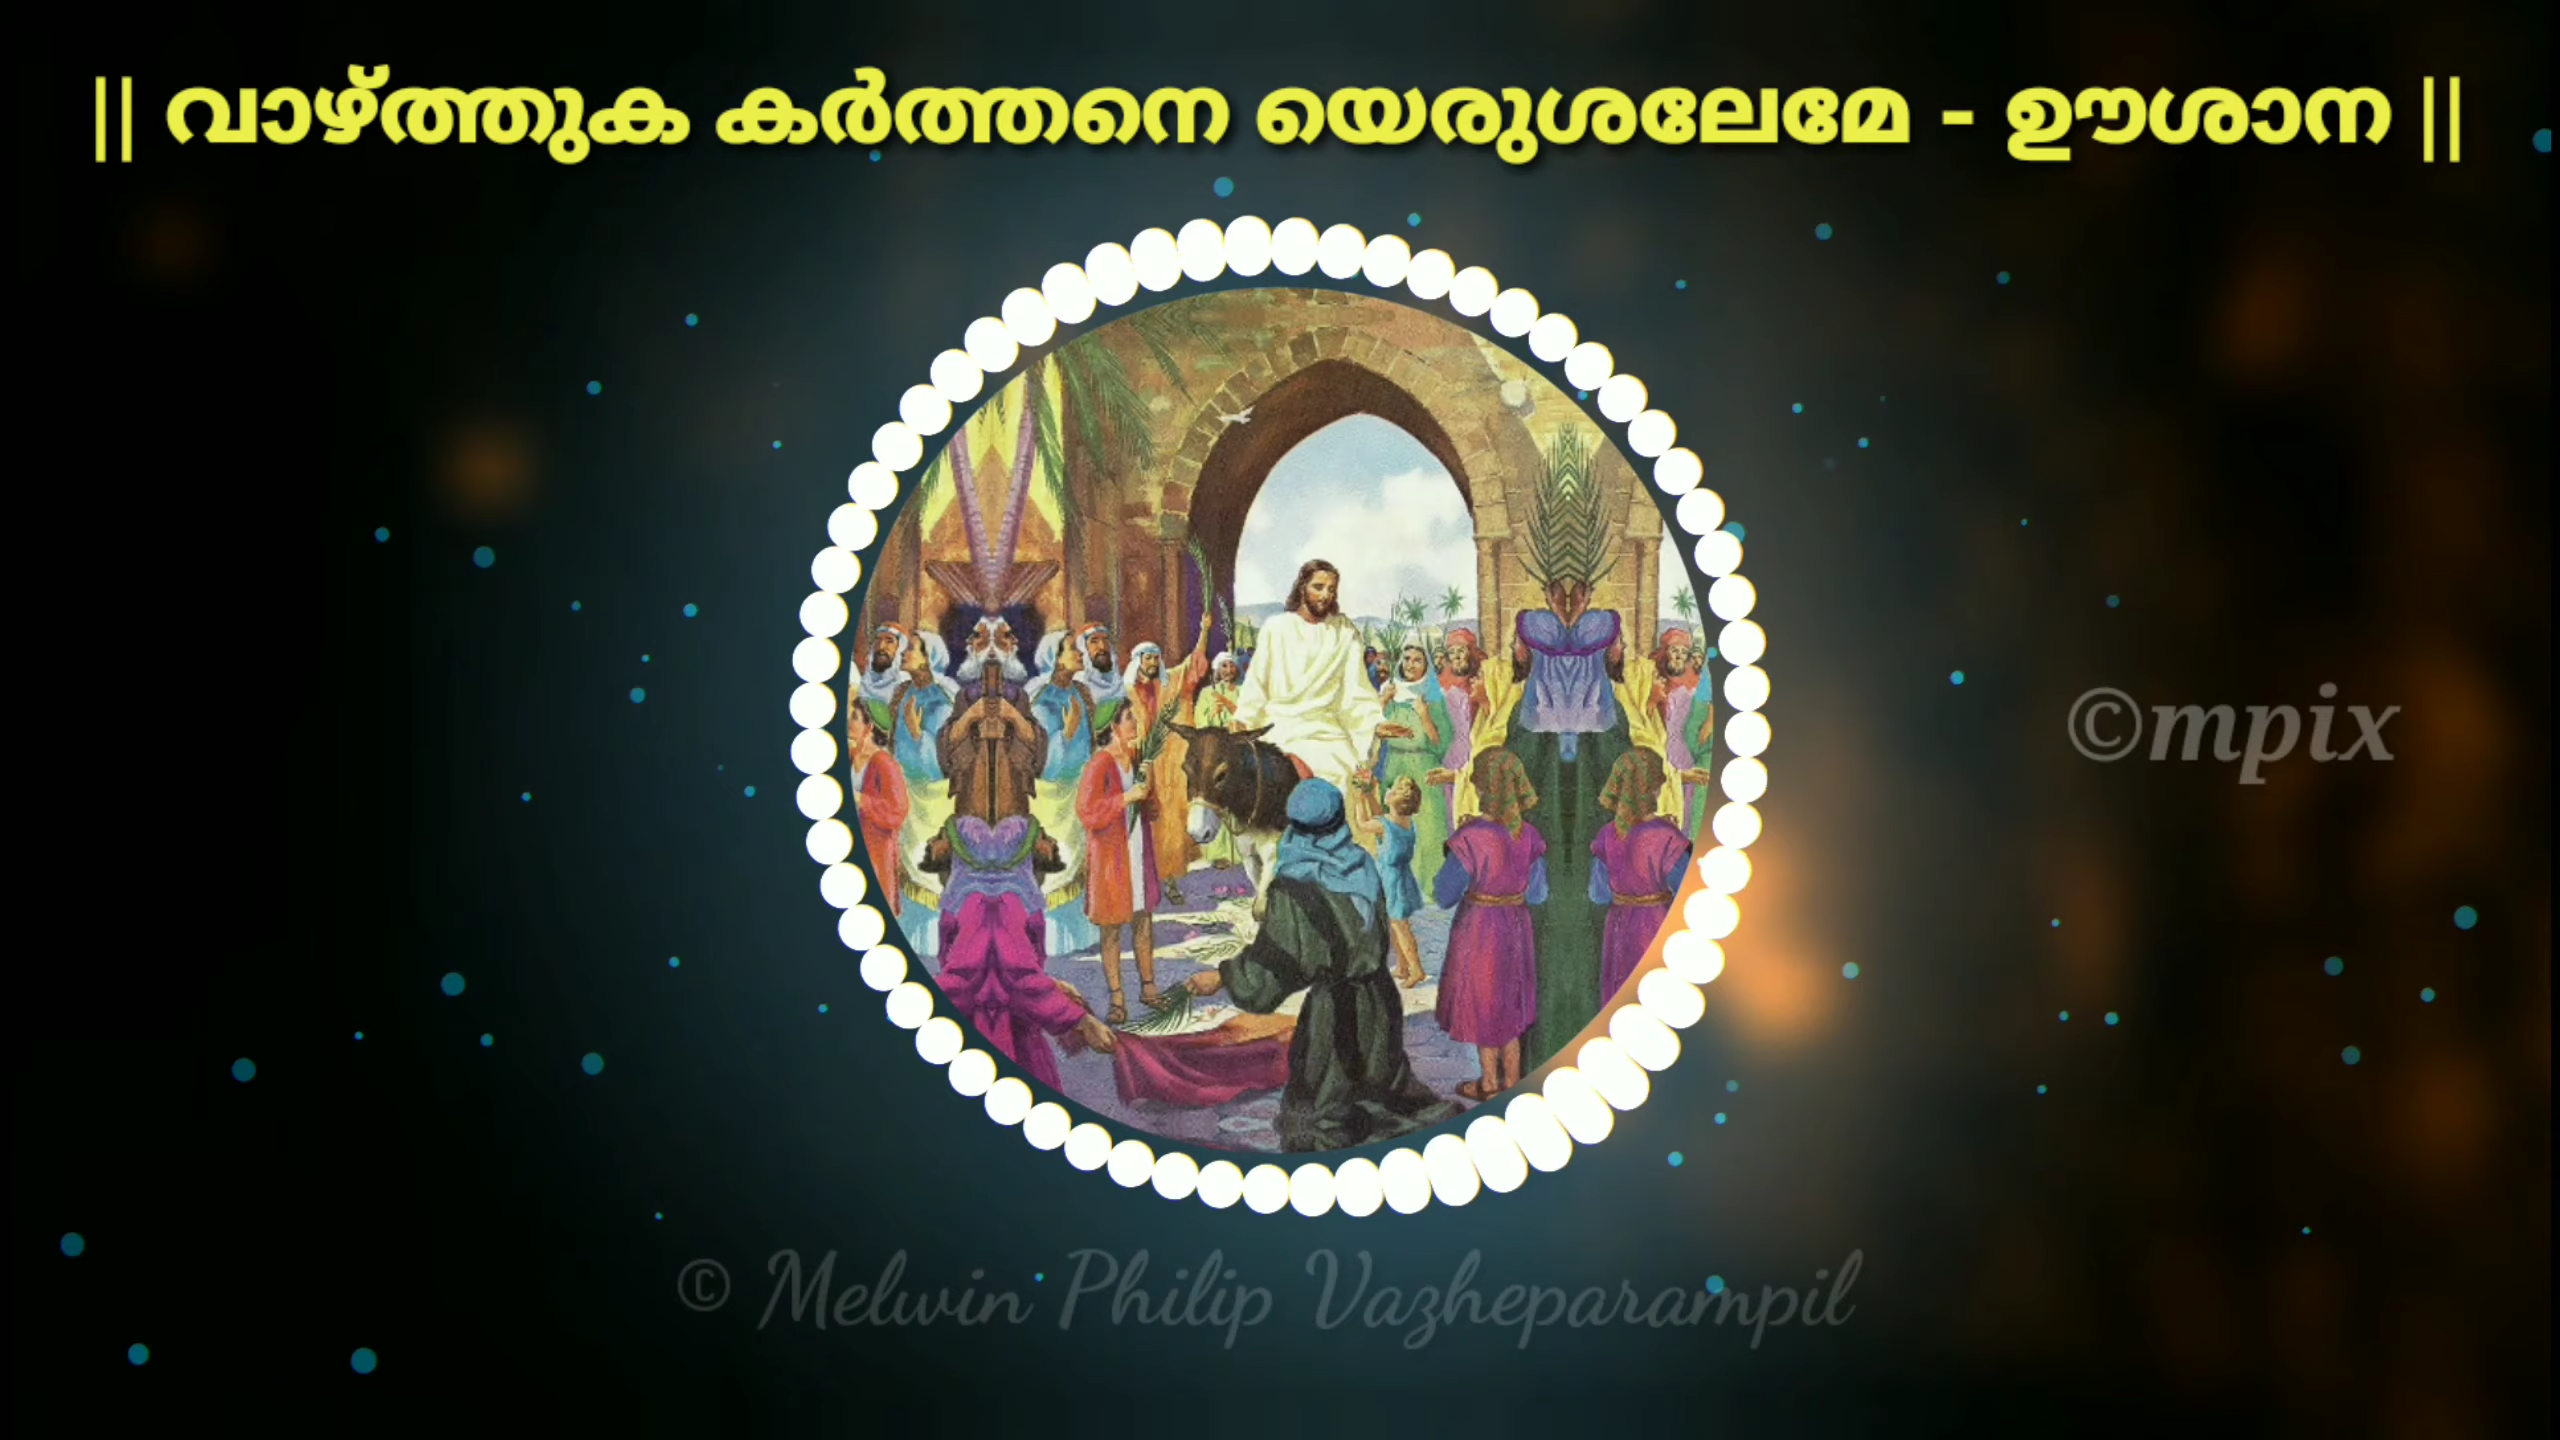 || വാഴ്ത്തുക കർത്തനെ യെരുശലേമേ - ഊശാന ||
©mpix
© Melwin Philip Vazheparampil